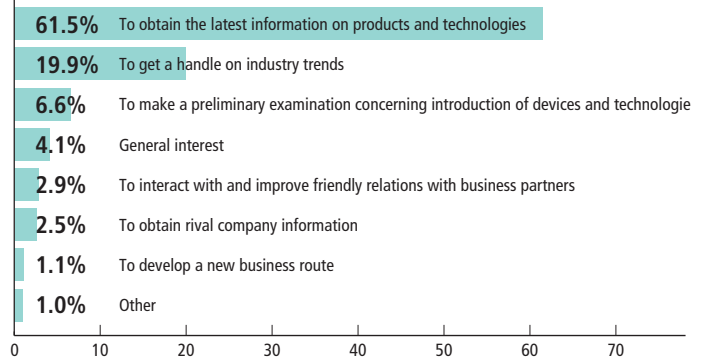 61.5% To obtain the latest information on products and technologies
19.9% To get a handle on industry trends
6.6% To make a preliminary examination concerning introduction of devices and technologie
4.1% General interest
2.9% To interact with and improve friendly relations with business partners
2.5% To obtain rival company information
1.1% To develop a new business route
1.0% Other
0 10 20 30 40 50 60 70